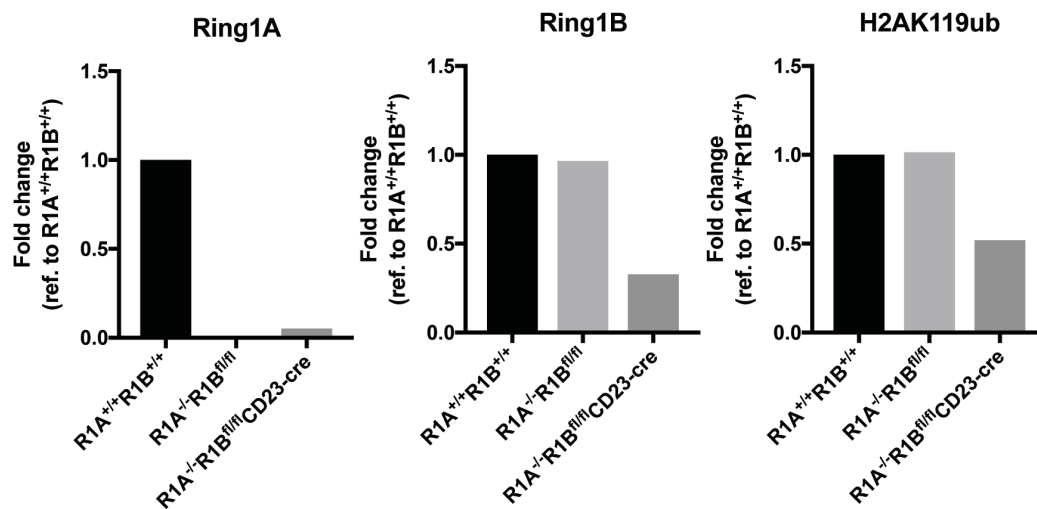 Ring1A
Fold change
(ref. to R1A+/+R1B+/+)
1.5
1.0
0.5
0.0
R1A+/+R1B+/+
R1A-/-R1Bfl/fl
R1A-/-R1Bfl/flCD23-cre
Ring1B
Fold change
(ref. to R1A+/+R1B+/+)
1.5
1.0
0.5
0.0
R1A+/+R1B+/+
R1A-/-R1Bfl/fl
R1A-/-R1Bfl/flCD23-cre
H2AK119ub
Fold change
(ref. to R1A+/+R1B+/+)
1.5
1.0
0.5
0.0
R1A+/+R1B+/+
R1A-/-R1Bfl/fl
R1A-/-R1Bfl/flCD23-cre